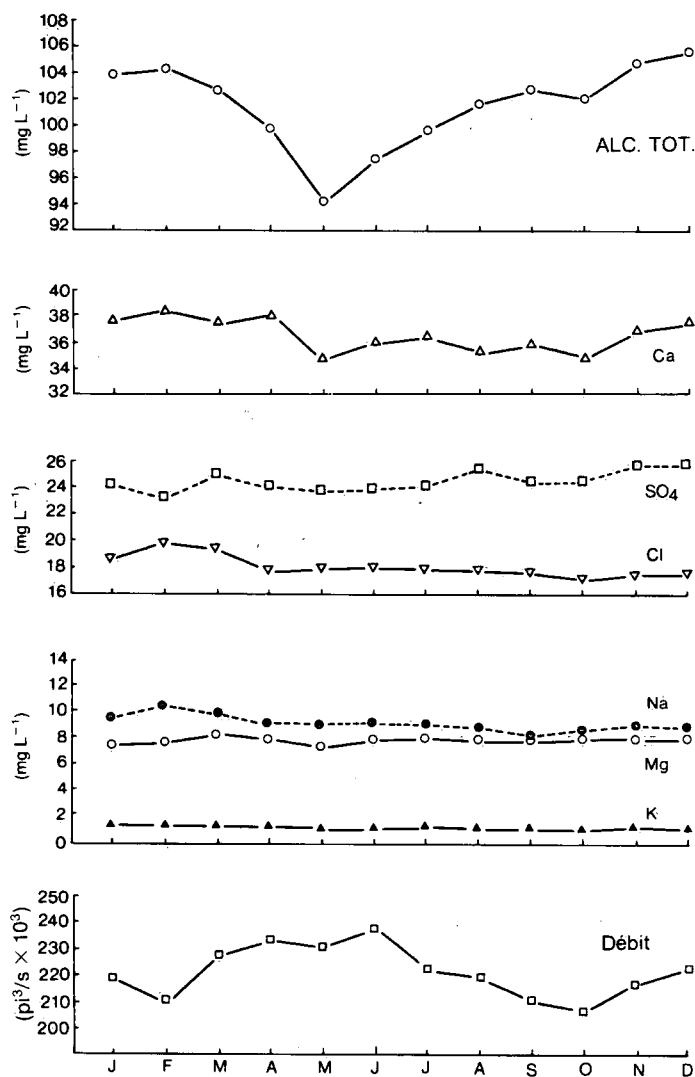 108
106
104
102
100
98
96
94
92
(mg L⁻¹)
ALC. TOT.
40
38
36
34
32
(mg L⁻¹)
Ca
26
24
22
20
18
16
(mg L⁻¹)
SO₄
Cl
14
12
10
8
6
4
2
0
(mg L⁻¹)
Na
Mg
K
250
240
230
220
210
200
(pi³/s × 10³)
Débit
J F M A M J J A S O N D